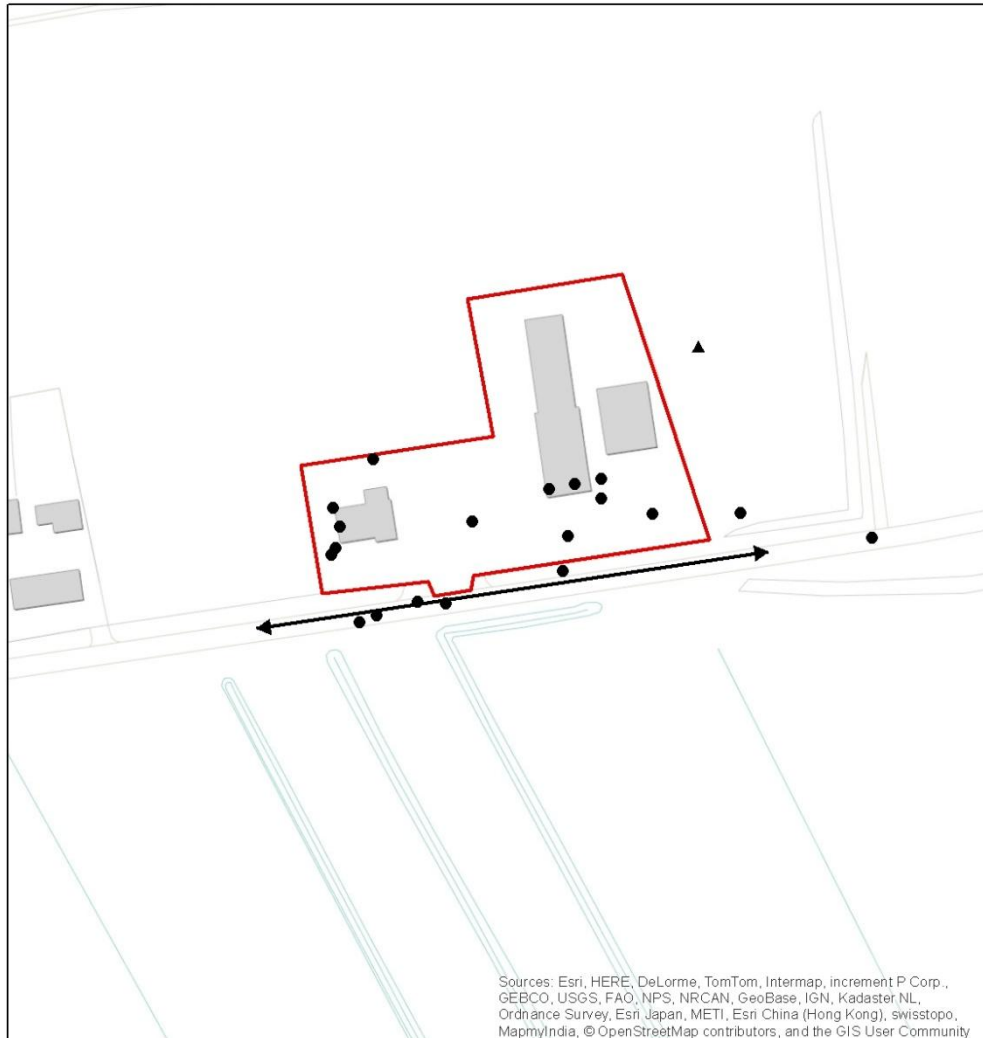 Sources: Esri, HERE, DeLorme, TomTom, Intermap, increment P Corp.,
GEBCO, USGS, FAO, NPS, NRCAN, GeoBase, IGN, Kadaster NL,
Ordnance Survey, Esri Japan, METI, Esri China (Hong Kong), swisstopo,
MapmyIndia, © OpenStreetMap contributors, and the GIS User Community